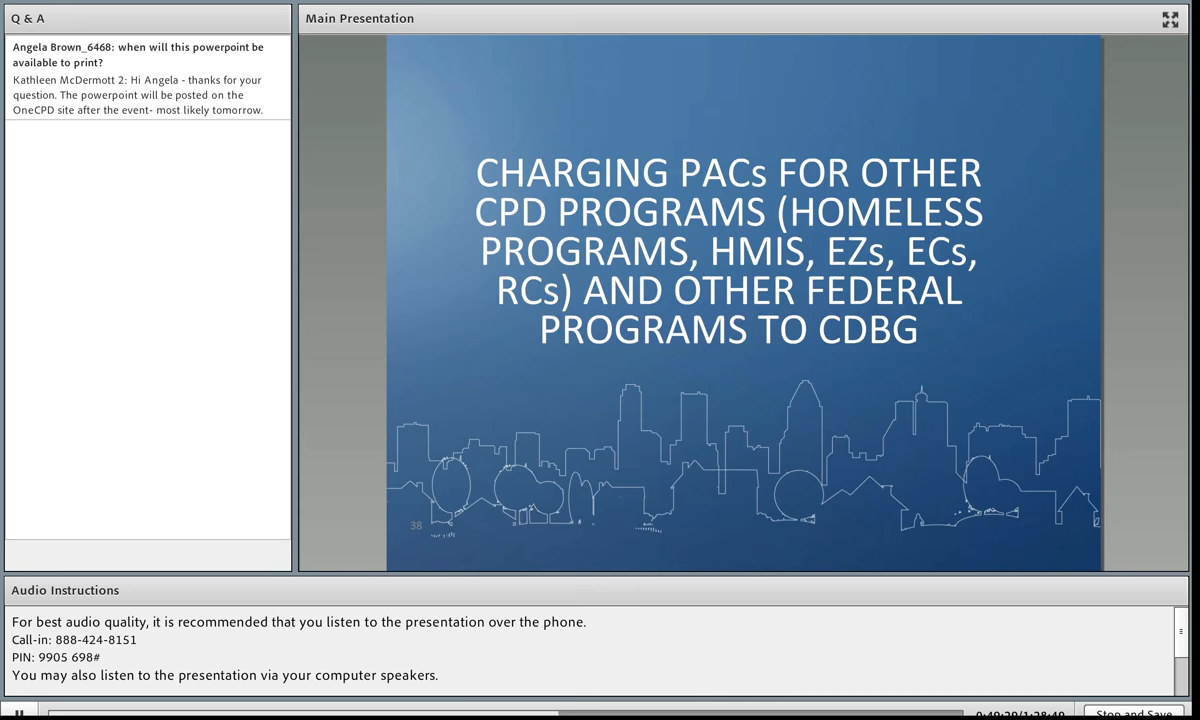 Q & A
Angela Brown_6468: when will this powerpoint be
available to print?
Kathleen McDermott 2: Hi Angela - thanks for your
question. The powerpoint will be posted on the
OneCPD site after the event- most likely tomorrow.
Main Presentation
CHARGING PACs FOR OTHER
CPD PROGRAMS (HOMELESS
PROGRAMS, HMIS, EZs, ECs,
RCs) AND OTHER FEDERAL
PROGRAMS TO CDBG
38
Audio Instructions
For best audio quality, it is recommended that you listen to the presentation over the phone.
Call-in: 888-424-8151
PIN: 9905 698#
You may also listen to the presentation via your computer speakers.
Stop and Save